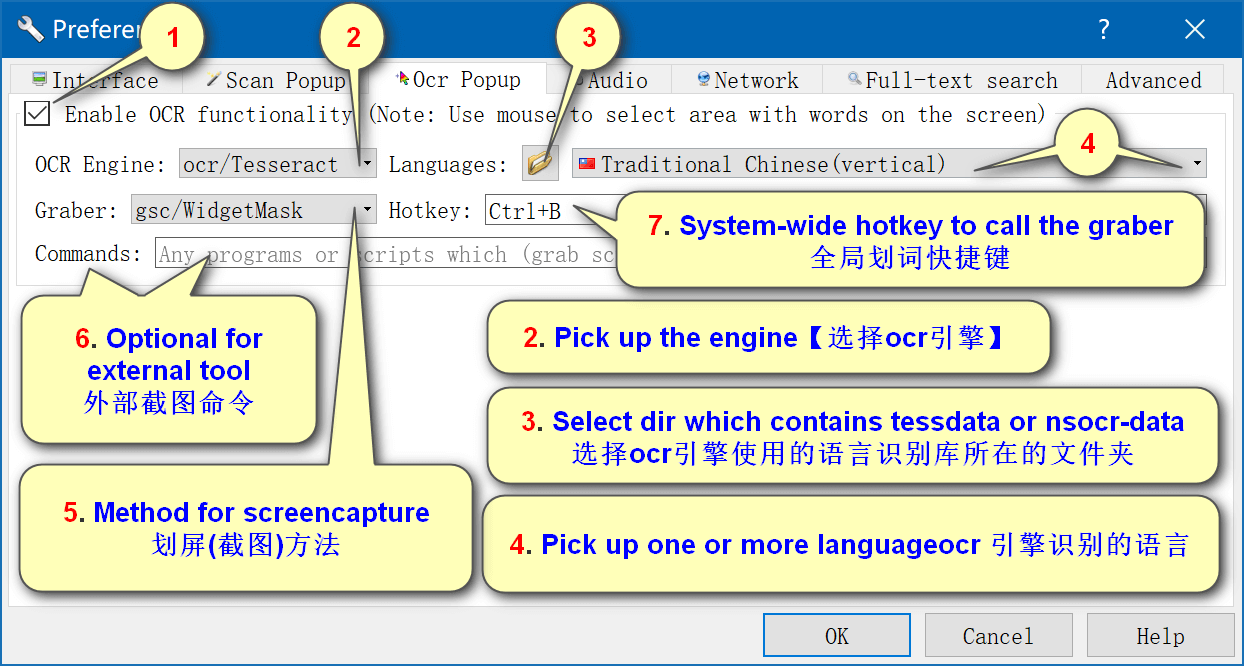 Prefere
1
2
3
?
Interface
Scan Popup
Ocr Popup
Audio
Network
Full-text search
Advanced
Enable OCR functionality (Note: Use mouse to select area with words on the screen)
4
OCR Engine: ocr/Tesseract Languages: Traditional Chinese(vertical)
Graber: gsc/WidgetMask Hotkey: Ctrl+B
Commands: Any programs or scripts which (grab sc
7. System-wide hotkey to call the graber
全局划词快捷键
6. Optional for
external tool
外部截图命令
2. Pick up the engine【选择ocr引擎】
3. Select dir which contains tessdata or nsocr-data
选择ocr引擎使用的语言识别库所在的文件夹
5. Method for screencapture
划屏(截图)方法
4. Pick up one or more languageocr 引擎识别的语言
OK
Cancel
Help